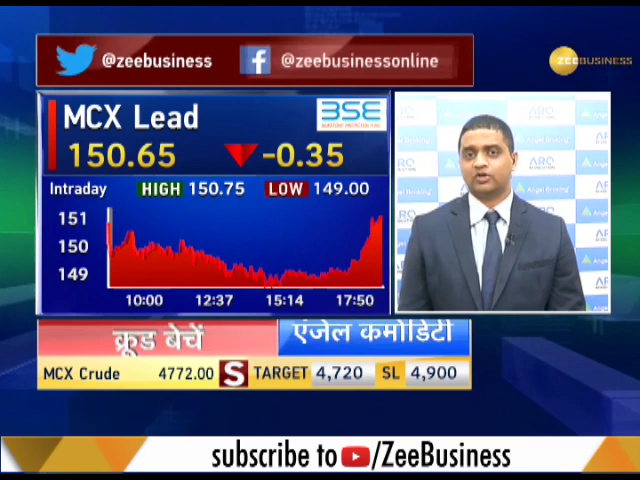 @zeebusiness @zeebusinessonline
ZEEBUSINESS
MCX Lead
BSE
150.65 -0.35
Intraday HIGH 150.75 LOW 149.00
151
150
149
10:00 12:37 15:14 17:50
ARQ
Angel Broking
क्रूड बेचें एंजेल कमोडिटी
MCX Crude 4772.00 S TARGET 4,720 SL 4,900
subscribe to /ZeeBusiness